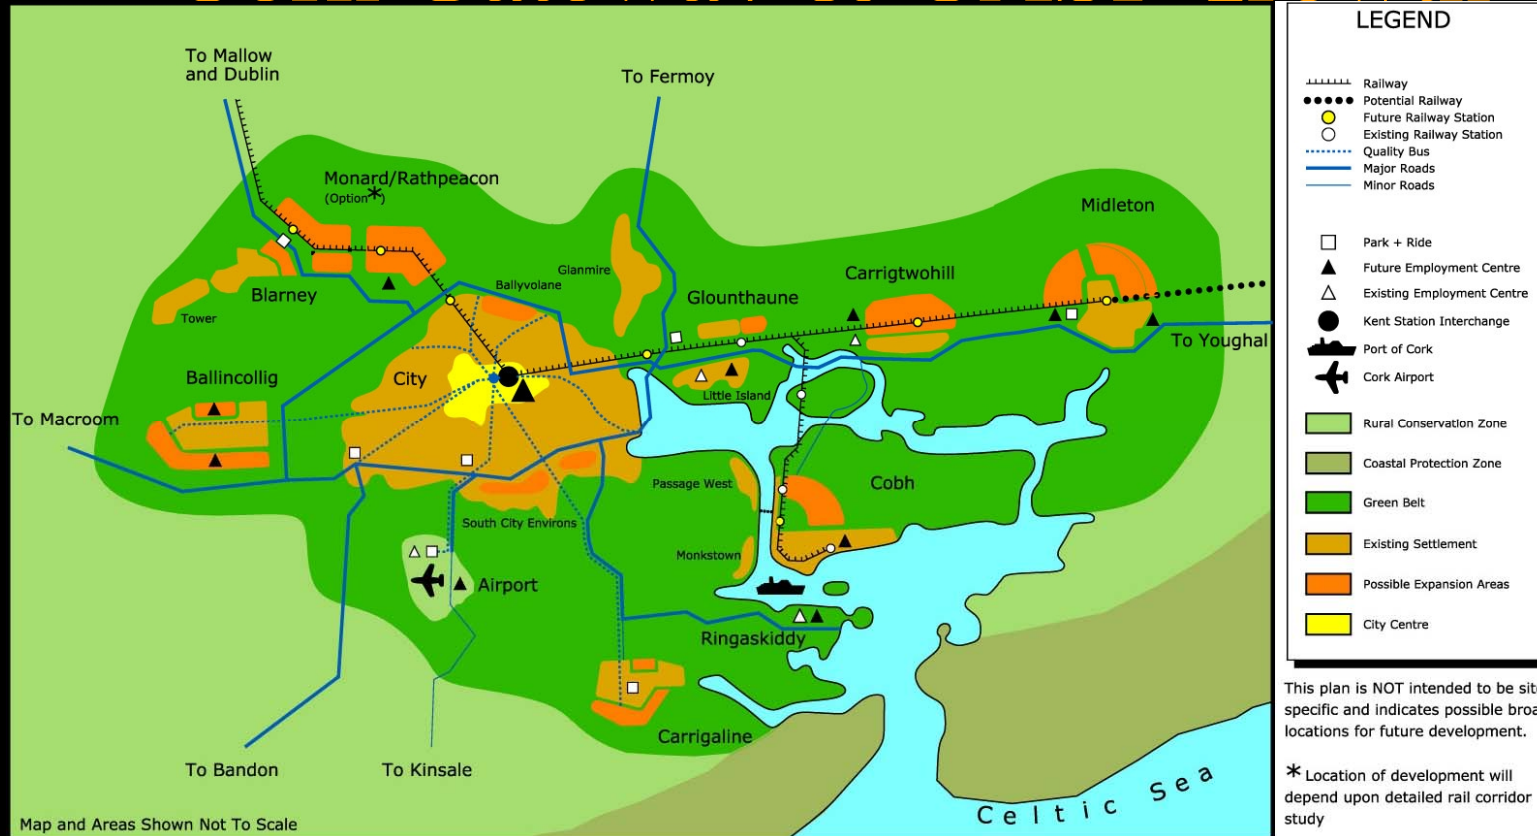 To Mallow
and Dublin
To Fermoy
Monard/Rathpeacon
(Option*)
Midleton
Glanmire
Carrigtwohill
Ballyvolane
Blarney
Glounthaune
Tower
To Youghal
Ballincollig
City
Little Island
To Macroom
Passage West
Cobh
South City Environs
Monkstown
Airport
Ringaskiddy
Carrigaline
To Bandon
To Kinsale
Celtic Sea
Map and Areas Shown Not To Scale
LEGEND
Railway
Potential Railway
Future Railway Station
Existing Railway Station
Quality Bus
Major Roads
Minor Roads
Park + Ride
Future Employment Centre
Existing Employment Centre
Kent Station Interchange
Port of Cork
Cork Airport
Rural Conservation Zone
Coastal Protection Zone
Green Belt
Existing Settlement
Possible Expansion Areas
City Centre
This plan is NOT intended to be sit
specific and indicates possible broa
locations for future development.
* Location of development will
depend upon detailed rail corridor
study